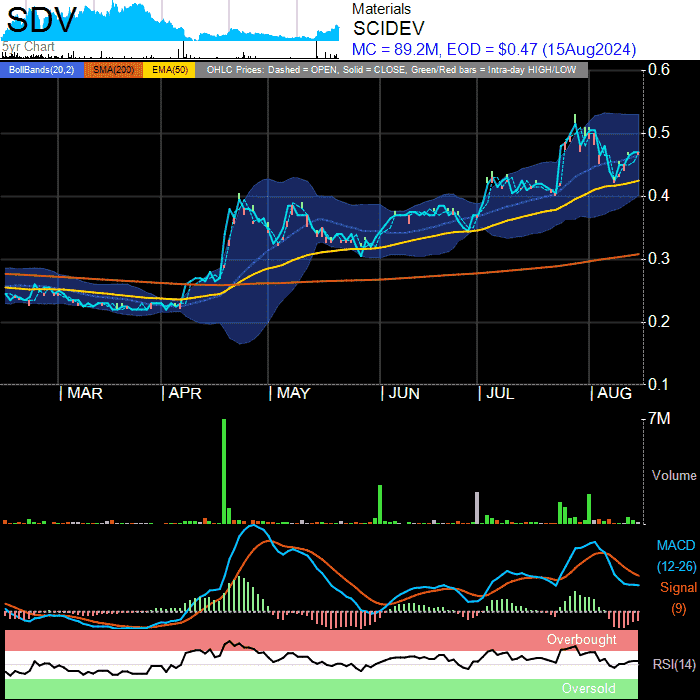 SDV
5yr Chart
Materials
SCIDEV
MC = 89.2M, EOD = $0.47 (15Aug2024)
BollBands(20,2) SMA(200) EMA(50) OHLC Prices: Dashed = OPEN, Solid = CLOSE, Green/Red bars = Intra-day HIGH/LOW
0.6
0.5
0.4
0.3
0.2
0.1
MAR APR MAY JUN JUL AUG
7M
Volume
MACD
(12-26)
Signal
(9)
Overbought
RSI(14)
Oversold